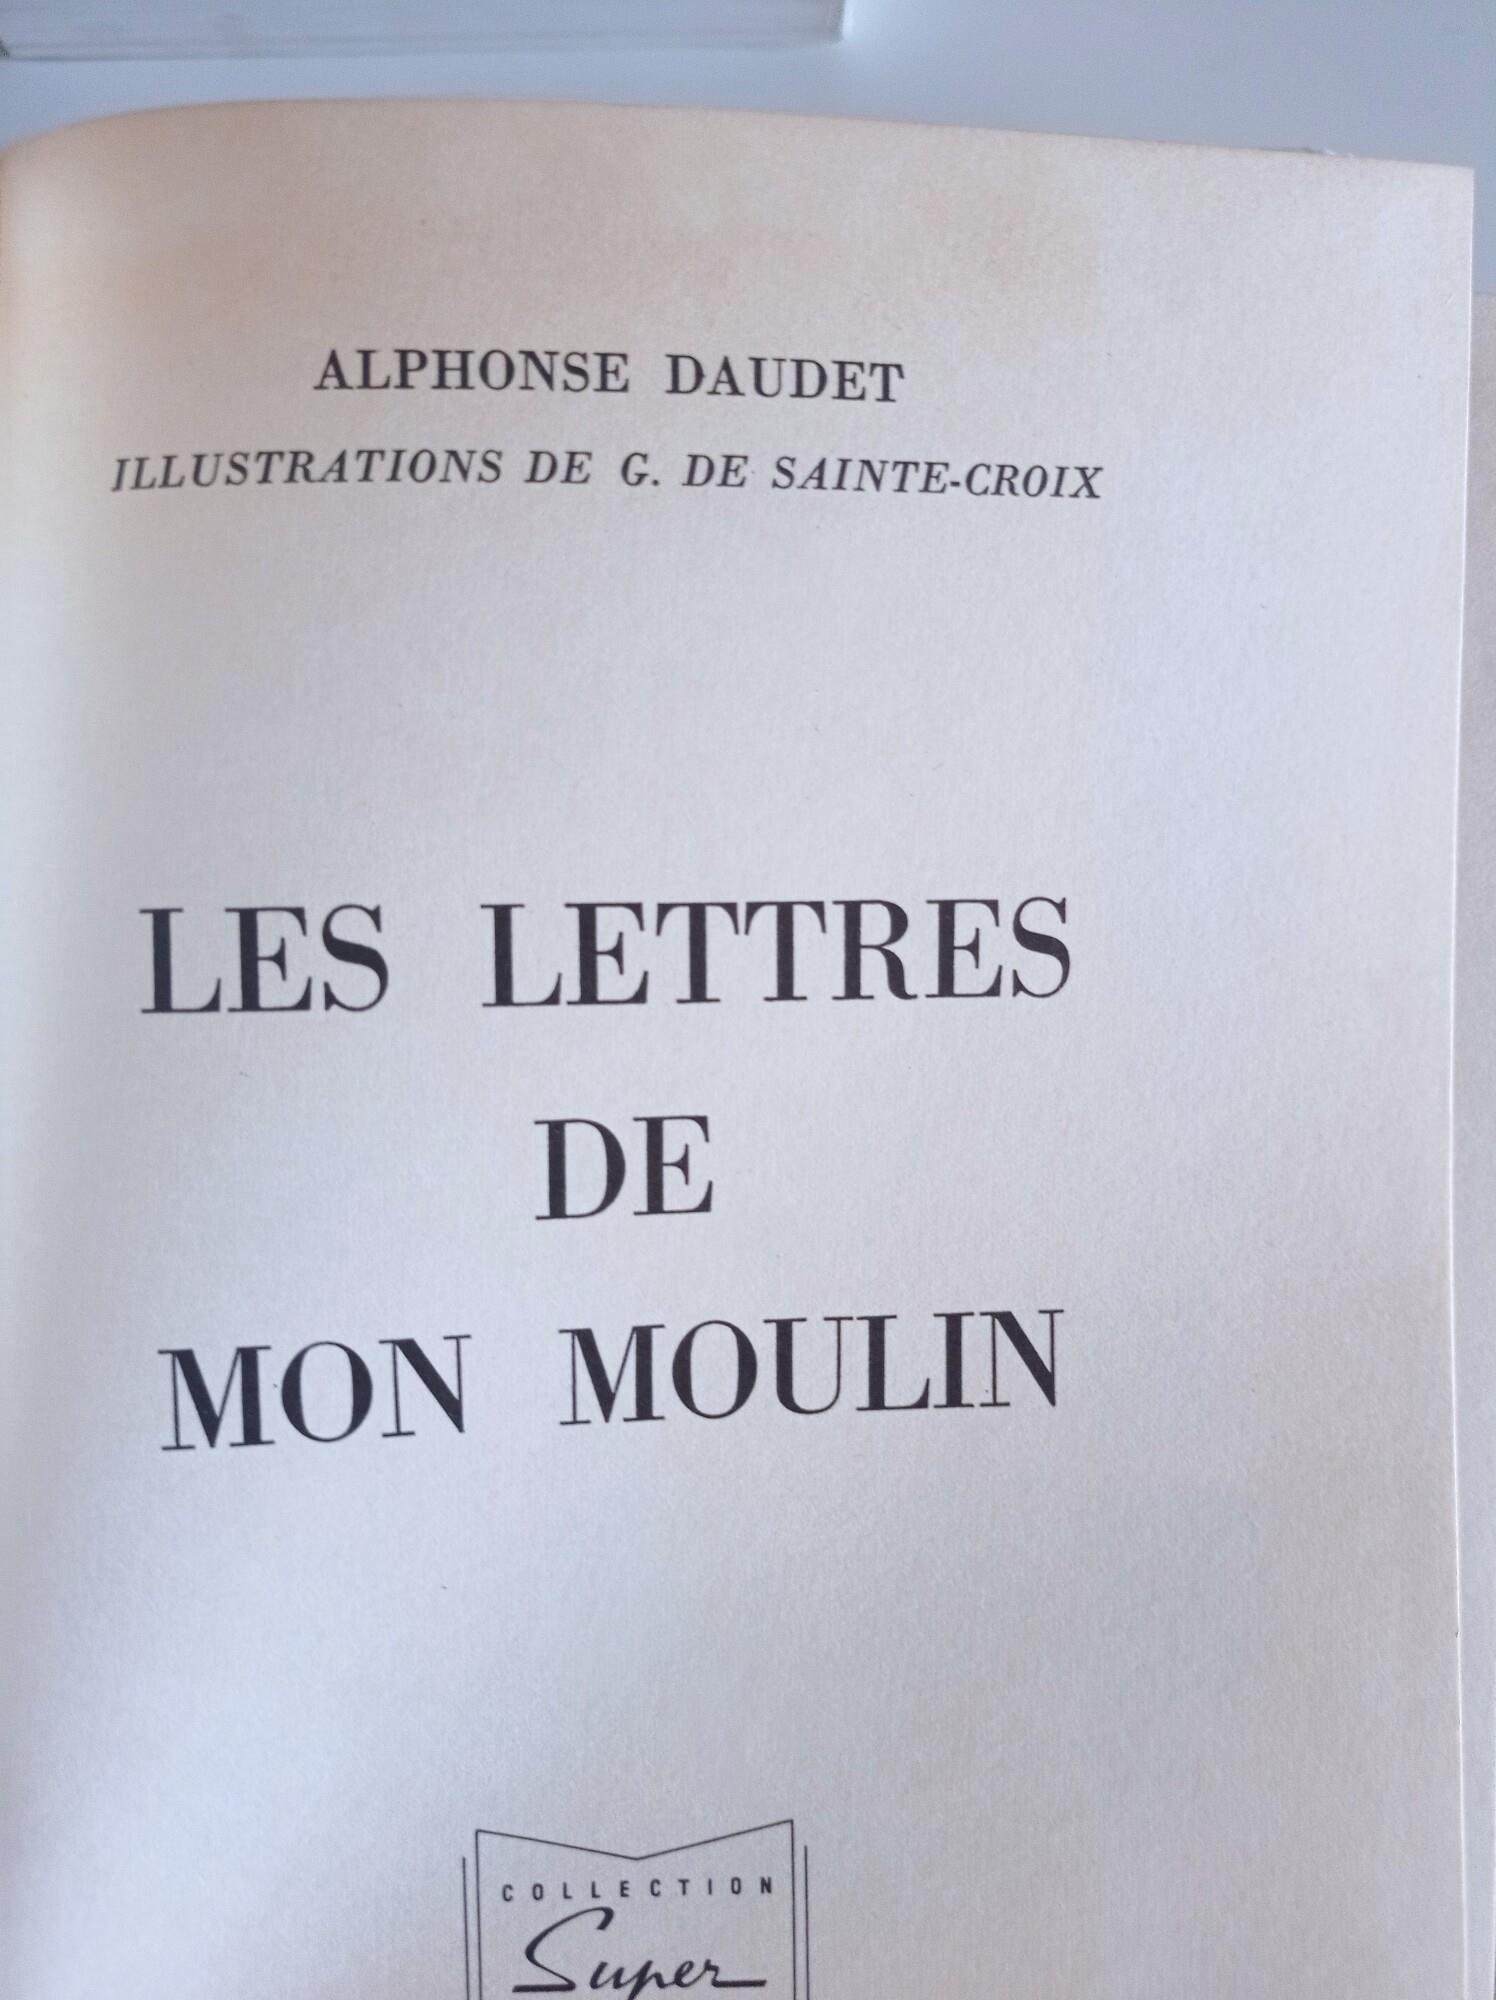 ALPHONSE DAUDET
ILLUSTRATIONS DE G. DE SAINTE-CROIX
LES LETTRES
DE
MON MOULIN
COLLECTION
Super